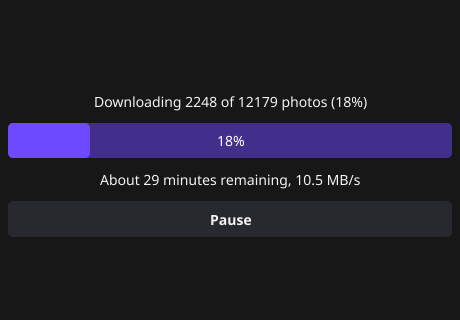 Downloading 2248 of 12179 photos (18%)
18%
About 29 minutes remaining, 10.5 MB/s
Pause